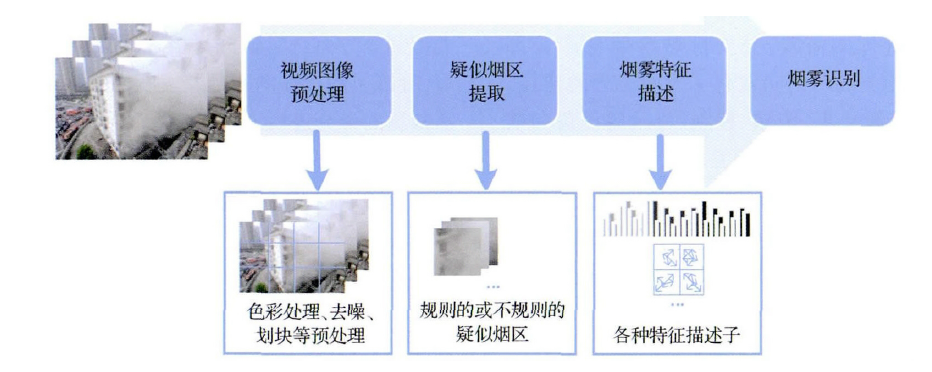 视频图像
预处理
疑似烟区
提取
烟雾特征
描述
烟雾识别
色彩处理、去噪、
划块等预处理
规则的或不规则的
疑似烟区
各种特征描述子